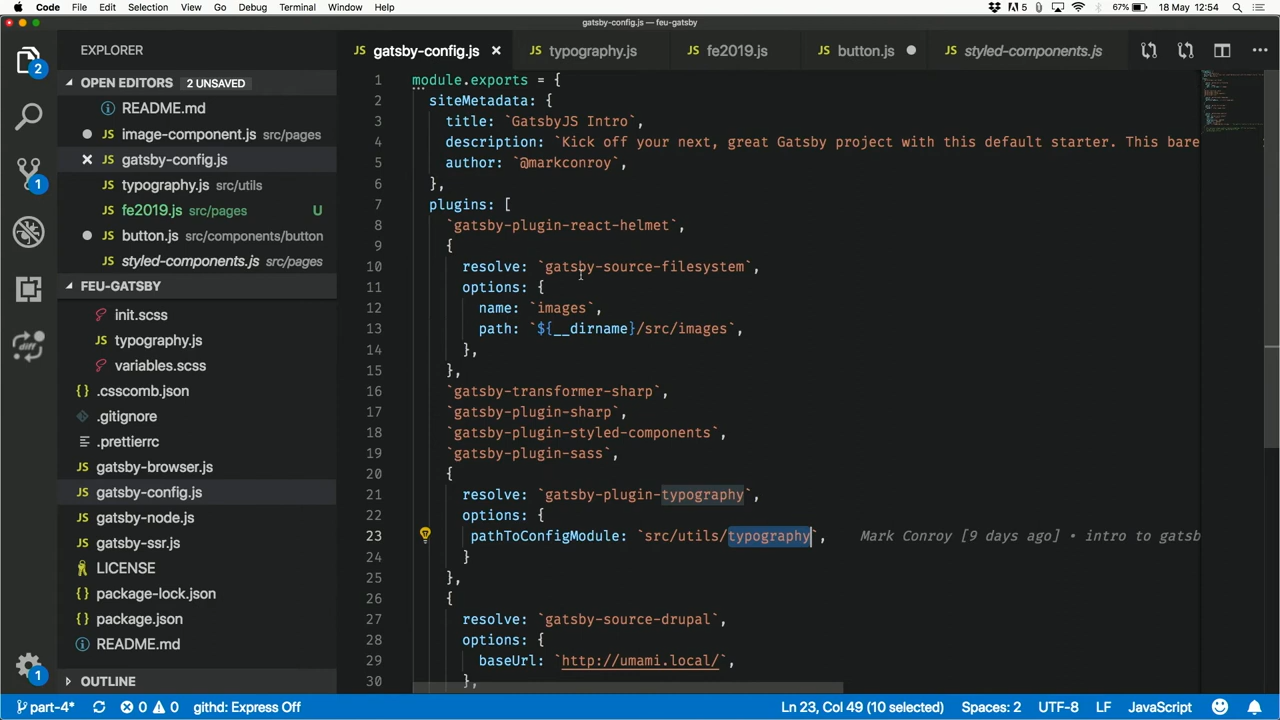 Code File Edit Selection View Go Debug Terminal Window Help 5 67% 18 May 12:54
gatsby-config.js — feu-gatsby
EXPLORER
gatsby-config.js typography.js fe2019.js button.js styled-components.js
OPEN EDITORS 2 UNSAVED
README.md
image-component.js src/pages
gatsby-config.js
typography.js src/utils
fe2019.js src/pages U
button.js src/components/button
styled-components.js src/pages
FEU-GATSBY
init.scss
typography.js
variables.scss
.csscomb.json
.gitignore
.prettierrc
gatsby-browser.js
gatsby-config.js
gatsby-node.js
gatsby-ssr.js
LICENSE
package-lock.json
package.json
README.md
OUTLINE
2
1
diff
1
1 module.exports = {
2 siteMetadata: {
3 title: `GatsbyJS Intro`,
4 description: `Kick off your next, great Gatsby project with this default starter. This bare
5 author: `@markconroy`,
6 },
7 plugins: [
8 `gatsby-plugin-react-helmet`,
9 {
10 resolve: `gatsby-source-filesystem`,
11 options: {
12 name: `images`,
13 path: `${__dirname}/src/images`,
14 },
15 },
16 `gatsby-transformer-sharp`,
17 `gatsby-plugin-sharp`,
18 `gatsby-plugin-styled-components`,
19 `gatsby-plugin-sass`,
20 {
21 resolve: `gatsby-plugin-typography`,
22 options: {
23 pathToConfigModule: `src/utils/typography`, Mark Conroy [9 days ago] • intro to gatsb
24 }
25 },
26 {
27 resolve: `gatsby-source-drupal`,
28 options: {
29 baseUrl: `http://umami.local/`,
30 },
part-4* 0 0 githd: Express Off Ln 23, Col 49 (10 selected) Spaces: 2 UTF-8 LF JavaScript